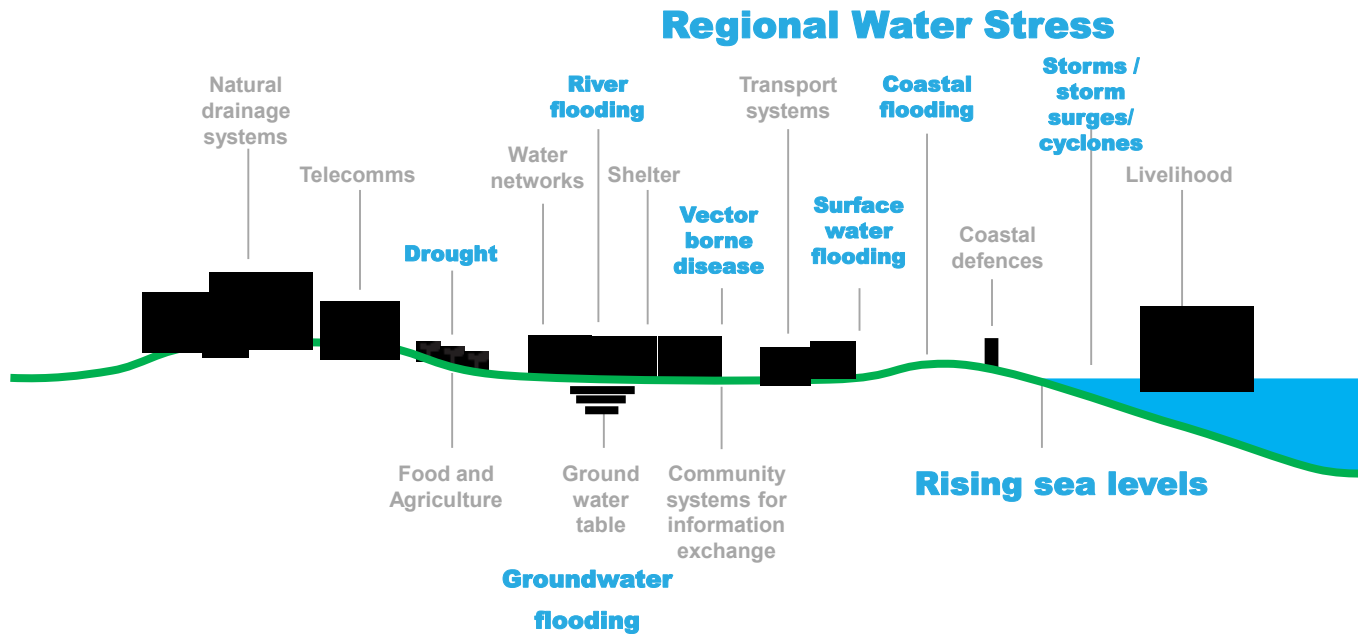 Regional Water Stress
Natural
drainage
systems
Telecomms
Drought
Water
networks
River
flooding
Shelter
Vector
borne
disease
Transport
systems
Surface
water
flooding
Coastal
flooding
Coastal
defences
Storms /
storm
surges/
cyclones
Livelihood
Food and
Agriculture
Ground
water
table
Community
systems for
information
exchange
Rising sea levels
Groundwater
flooding